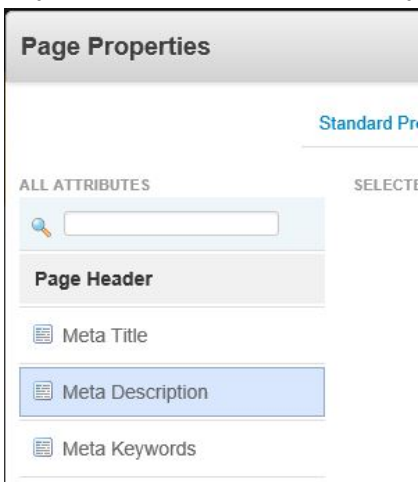 Page Properties
Standard Pr
ALL ATTRIBUTES
SELECTE
Page Header
Meta Title
Meta Description
Meta Keywords